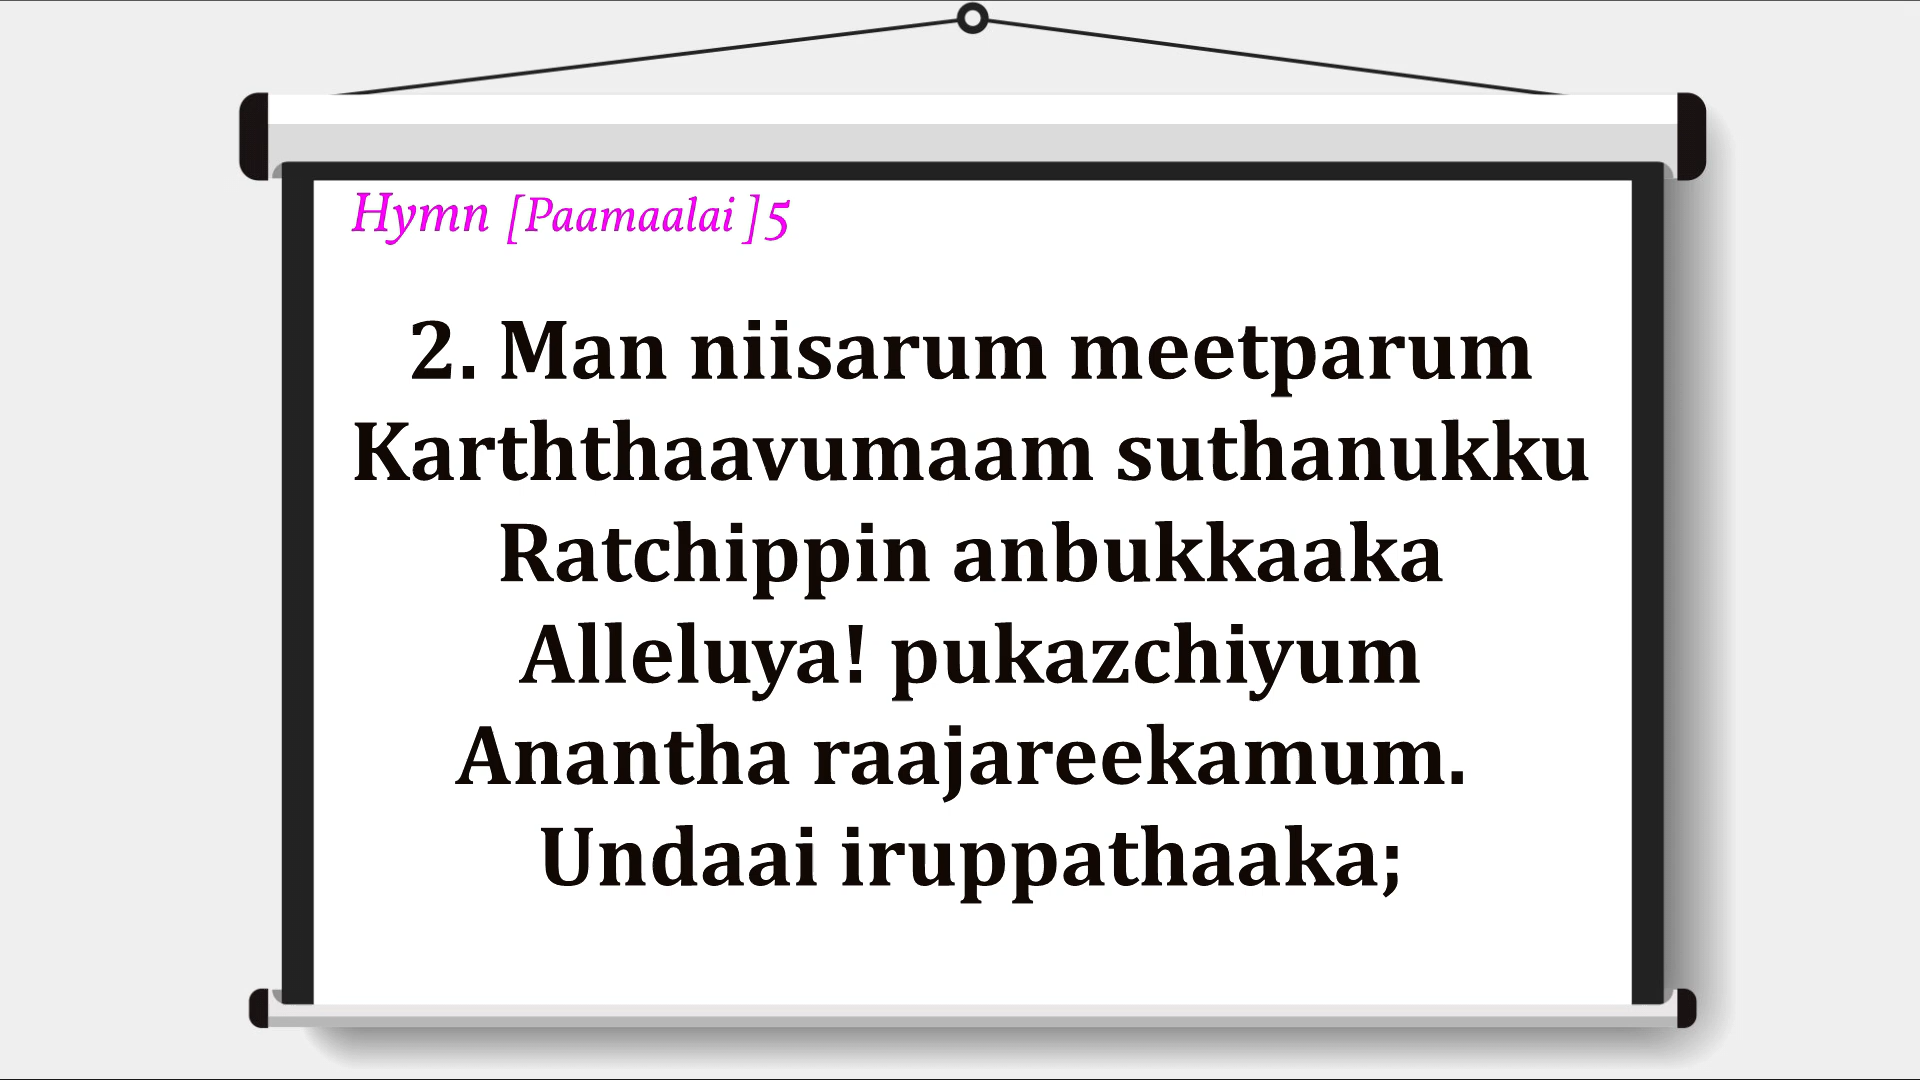 Hymn [Paamaalai ]5
2. Man niisarum meetparum
Karththaavumaam suthanukku
Ratchippin anbukkaaka
Alleluya! pukazchiyum
Anantha raajareekamum.
Undaai iruppathaaka;